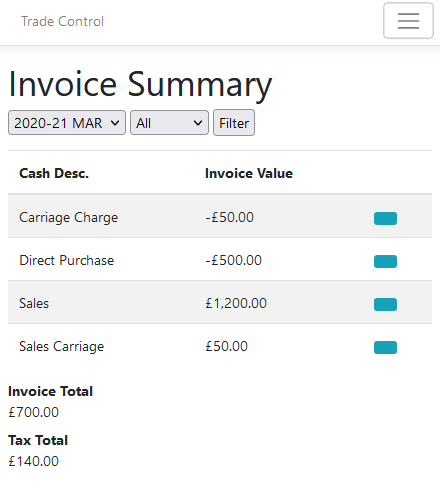 Trade Control
Invoice Summary
2020-21 MAR All Filter
Cash Desc. Invoice Value
Carriage Charge -£50.00
Direct Purchase -£500.00
Sales £1,200.00
Sales Carriage £50.00
Invoice Total
£700.00
Tax Total
£140.00